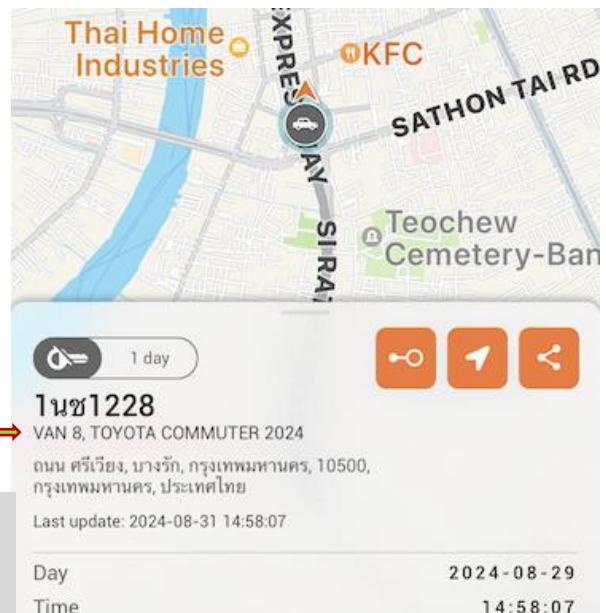 Thai Home
Industries
KFC
EXPRESSWAY
SATHON TAI RD
SIRAT
Teochew
Cemetery-Ban
1 day
1นช1228
VAN 8, TOYOTA COMMUTER 2024
ถนน ศรีเวียง, บางรัก, กรุงเทพมหานคร, 10500,
กรุงเทพมหานคร, ประเทศไทย
Last update: 2024-08-31 14:58:07
Day 2024-08-29
Time 14:58:07